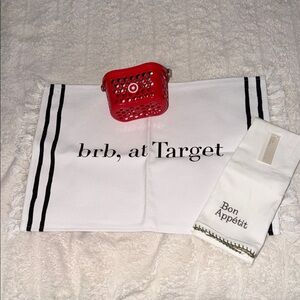 brb, at Target
Bon
Appétit